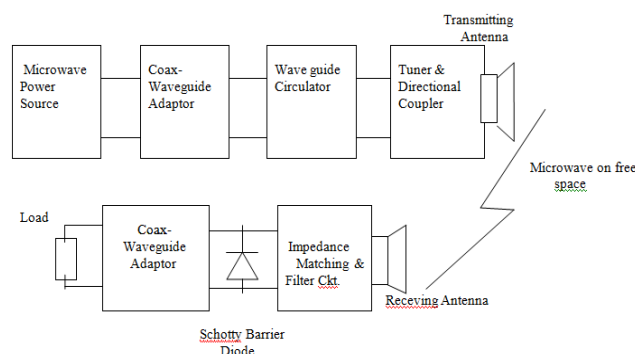 Transmitting
Antenna
Microwave
Power
Source
Coax-
Waveguide
Adaptor
Wave guide
Circulator
Tuner &
Directional
Coupler
Microwave on free
space
Load
Coax-
Waveguide
Adaptor
Impedance
Matching &
Filter Ckt.
Receving Antenna
Schotty Barrier
Diode